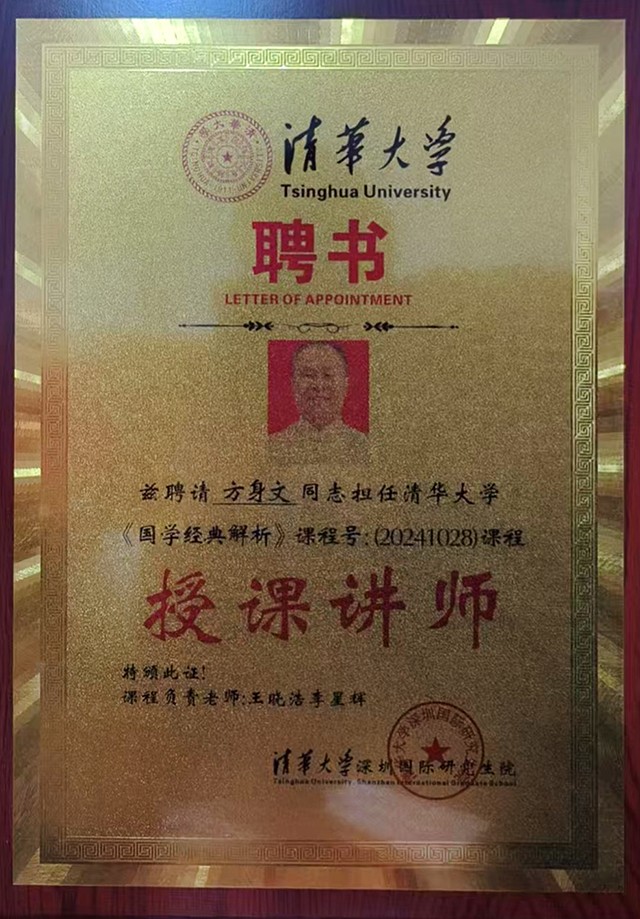 清華大学
Tsinghua University
聘书
LETTER OF APPOINTMENT
兹聘请 方身文 同志担任清华大学
《国学经典解析》课程号:(20241028)课程
授课讲师
特颁此证!
课程负责老师:王晓浩李星辉
清华大学深圳国际研究生院
Tsinghua University Shenzhen International Graduate School